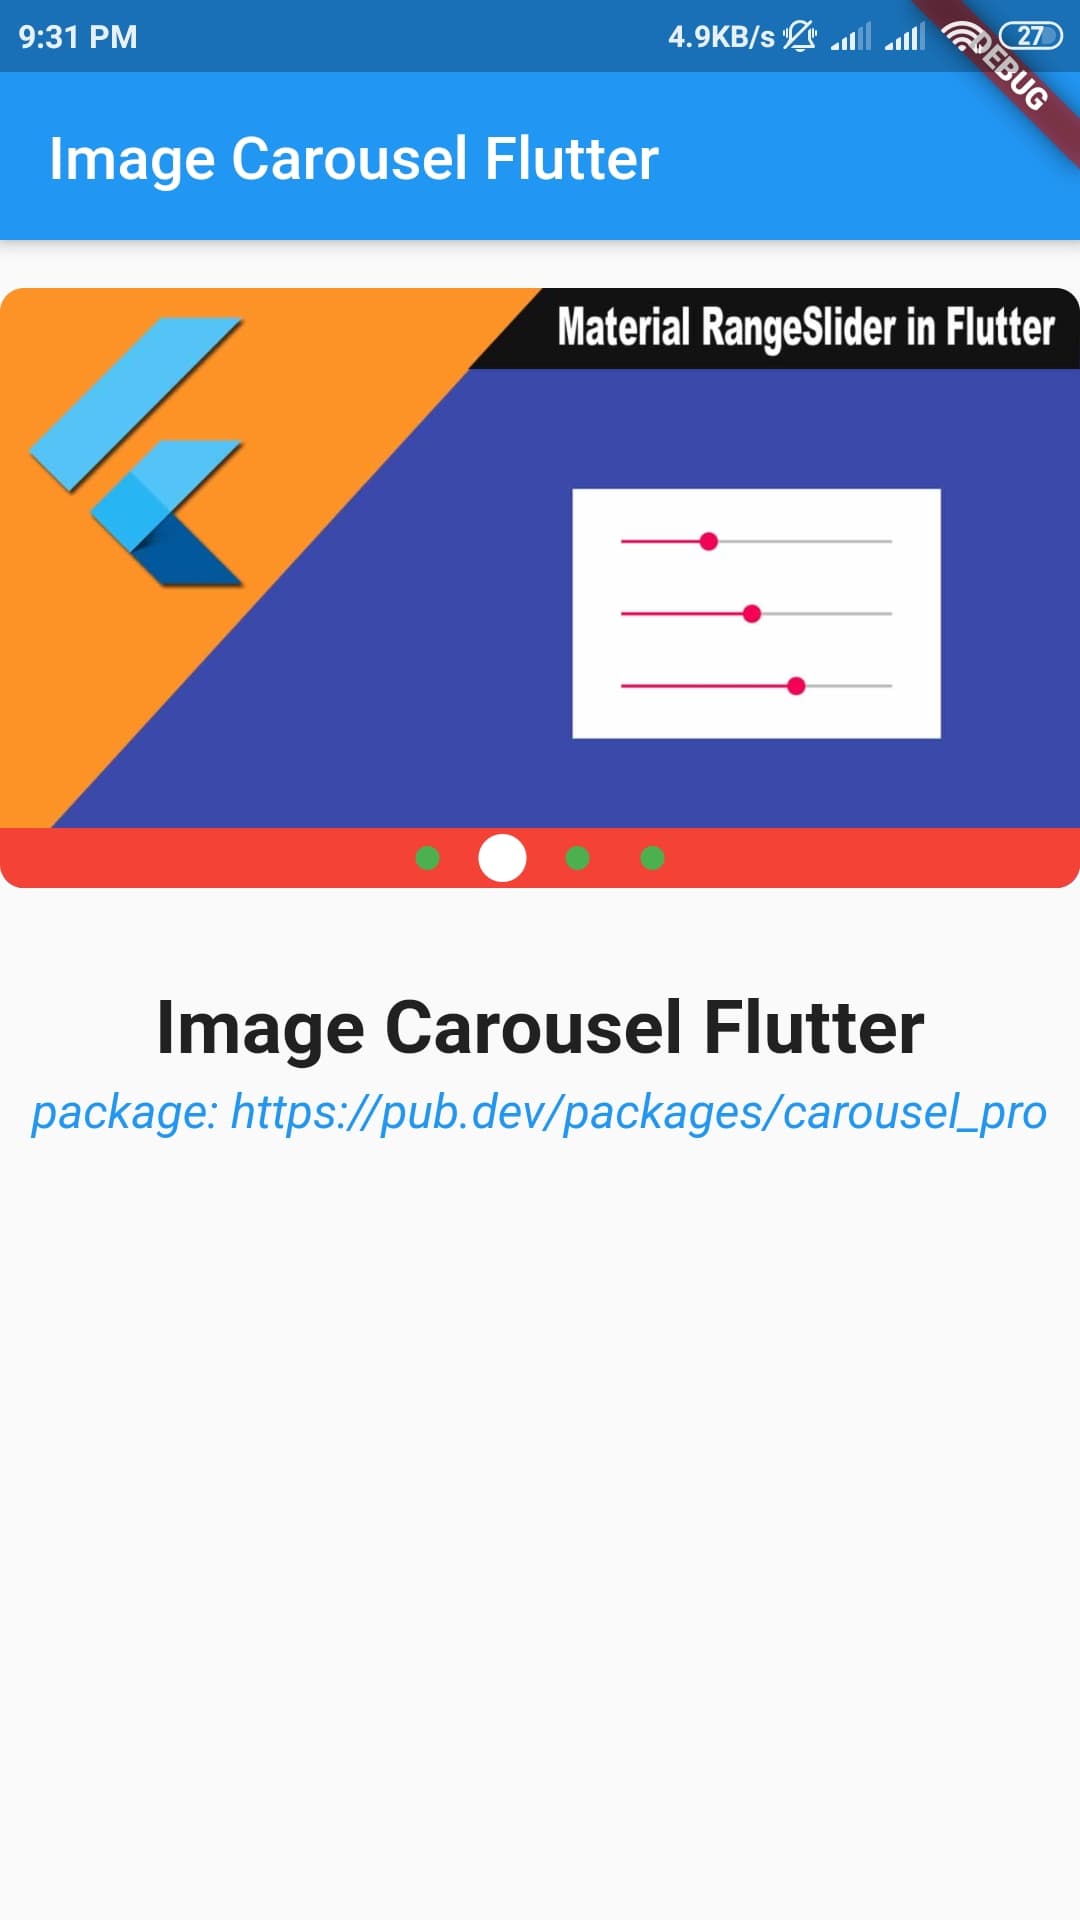 9:31 PM
4.9KB/s
27
DEBUG
Image Carousel Flutter
Material RangeSlider in Flutter
Image Carousel Flutter
package: https://pub.dev/packages/carousel_pro